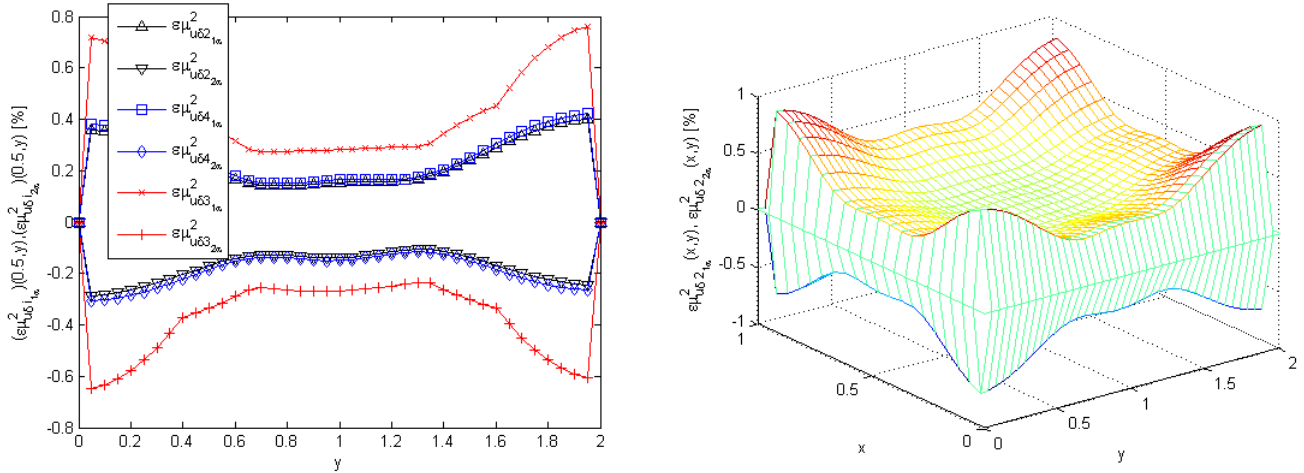 0.8
0.6
0.4
0.2
0
-0.2
-0.4
-0.6
-0.8
(εμ²uδi1α)(0.5,y),(εμ²uδi2α)(0.5,y) [%]
εμ²uδ21α
εμ²uδ22α
εμ²uδ41α
εμ²uδ42α
εμ²uδ31α
εμ²uδ32α
0 0.2 0.4 0.6 0.8 1 1.2 1.4 1.6 1.8 2
y
εμ²uδ21α (x,y), εμ²uδ22α (x,y) [%]
1
0.5
0
-0.5
-1
1
0.5
0
x
0
0.5
1
1.5
2
y